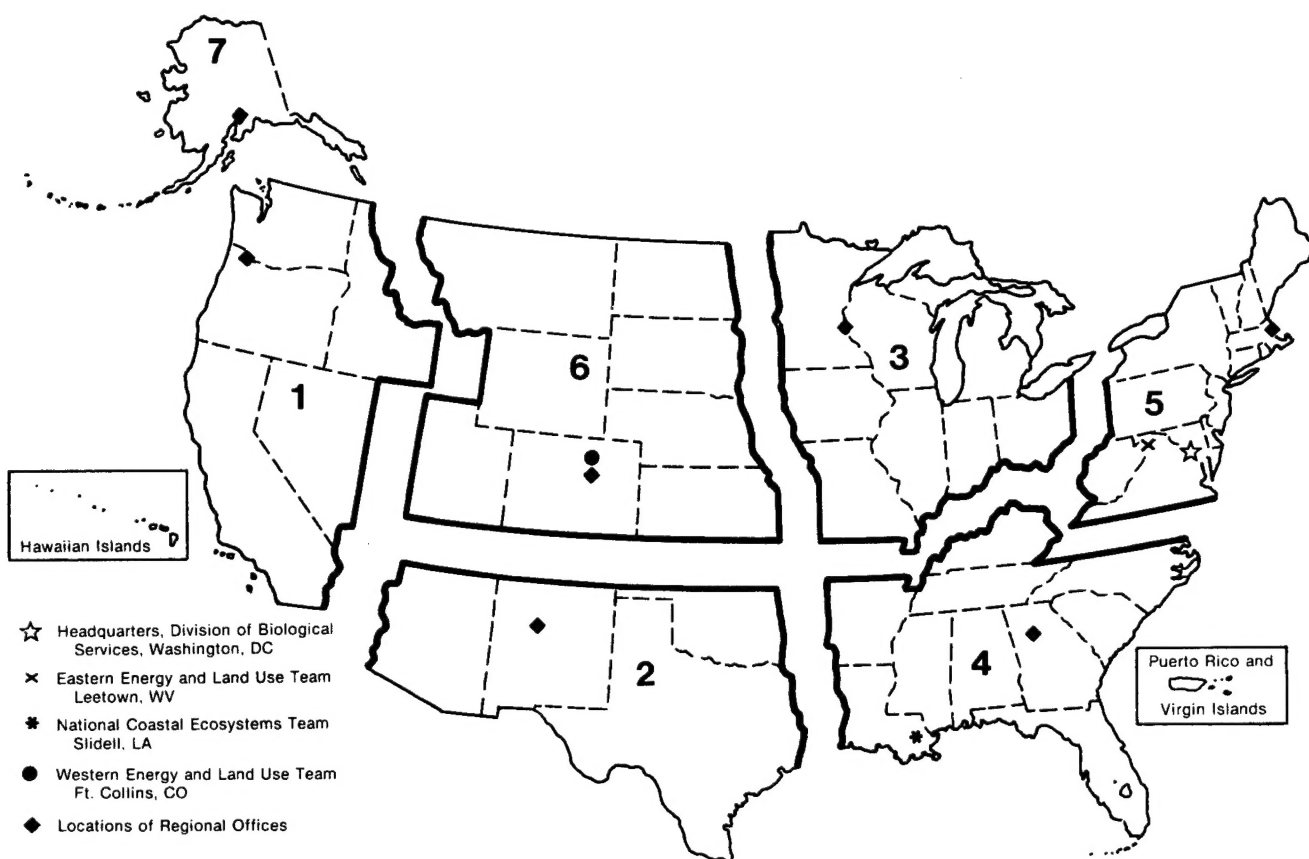 7
1
6
3
5
2
4
Hawaiian Islands
Puerto Rico and
Virgin Islands
Headquarters, Division of Biological
Services, Washington, DC
Eastern Energy and Land Use Team
Leetown, WV
National Coastal Ecosystems Team
Slidell, LA
Western Energy and Land Use Team
Ft. Collins, CO
Locations of Regional Offices